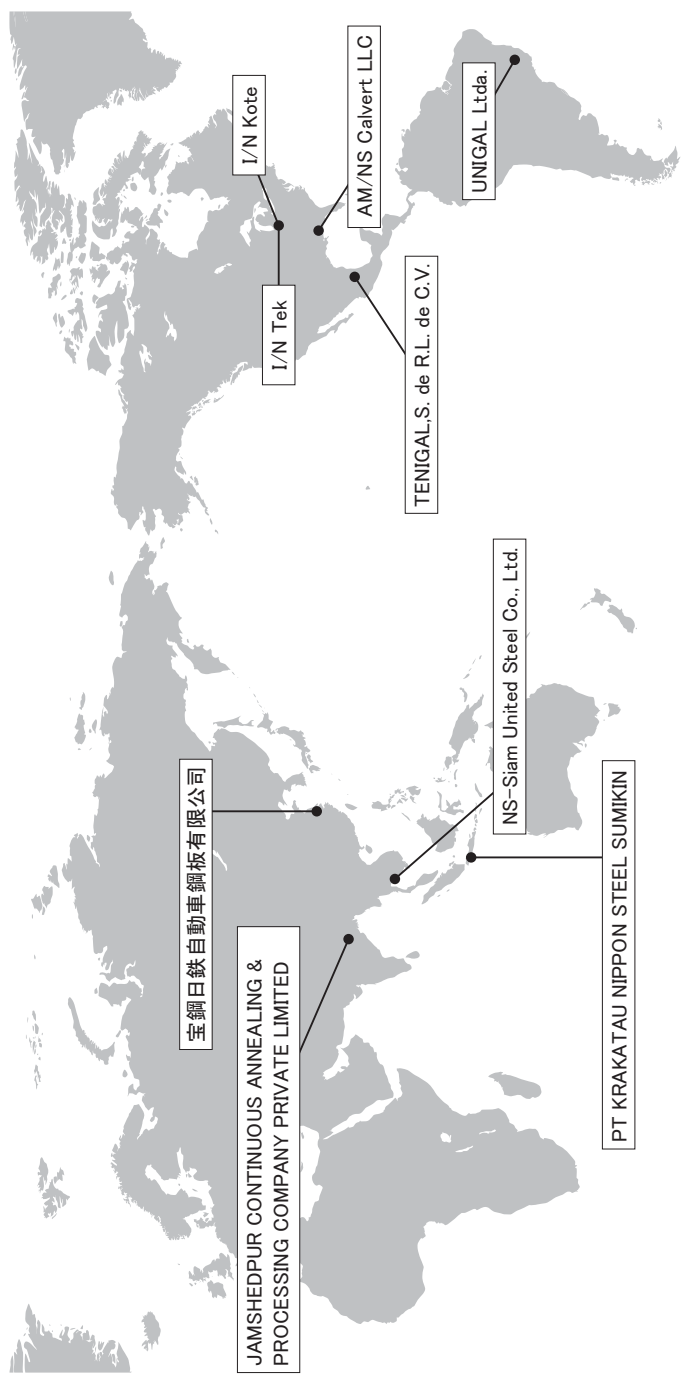 宝鋼日鉄自動車鋼板有限公司
JAMSHEDPUR CONTINUOUS ANNEALING &
PROCESSING COMPANY PRIVATE LIMITED
NS-Siam United Steel Co., Ltd.
PT KRAKATAU NIPPON STEEL SUMIKIN
I/N Kote
I/N Tek
AM/NS Calvert LLC
TENIGAL,S. de R.L. de C.V.
UNIGAL Ltda.